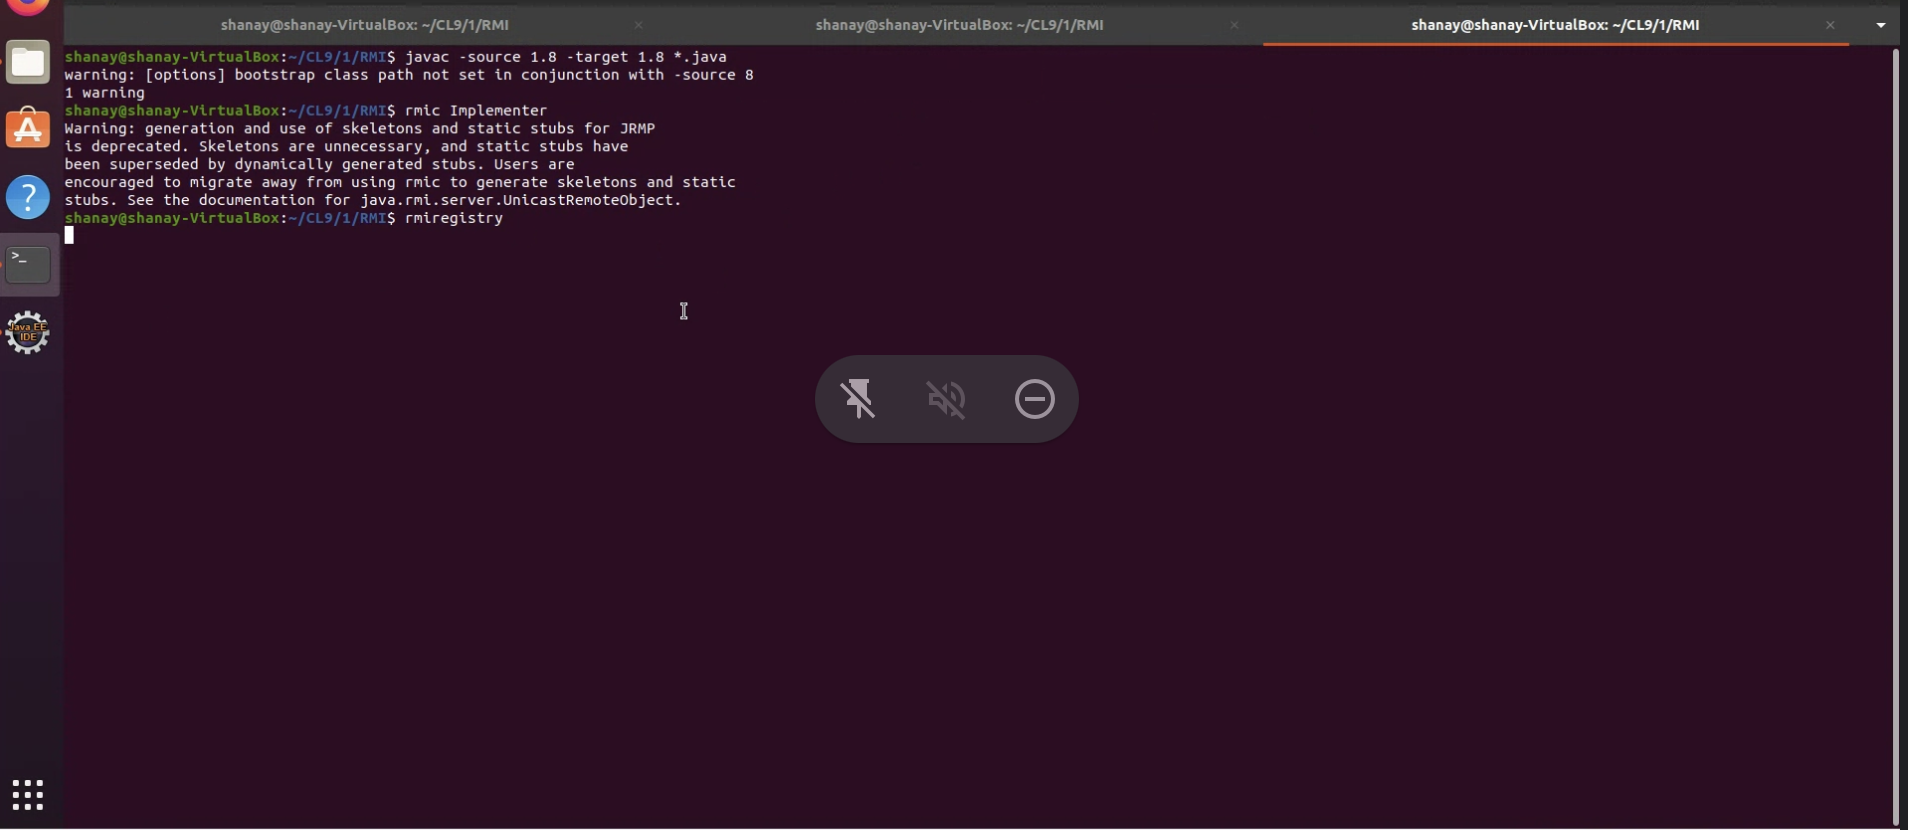 shanay@shanay-VirtualBox: ~/CL9/1/RMI
shanay@shanay-VirtualBox: ~/CL9/1/RMI
shanay@shanay-VirtualBox: ~/CL9/1/RMI
shanay@shanay-VirtualBox:~/CL9/1/RMI$ javac -source 1.8 -target 1.8 *.java
warning: [options] bootstrap class path not set in conjunction with -source 8
1 warning
shanay@shanay-VirtualBox:~/CL9/1/RMI$ rmic Implementer
Warning: generation and use of skeletons and static stubs for JRMP
is deprecated. Skeletons are unnecessary, and static stubs have
been superseded by dynamically generated stubs. Users are
encouraged to migrate away from using rmic to generate skeletons and static
stubs. See the documentation for java.rmi.server.UnicastRemoteObject.
shanay@shanay-VirtualBox:~/CL9/1/RMI$ rmiregistry
>_
Java EE
IDE